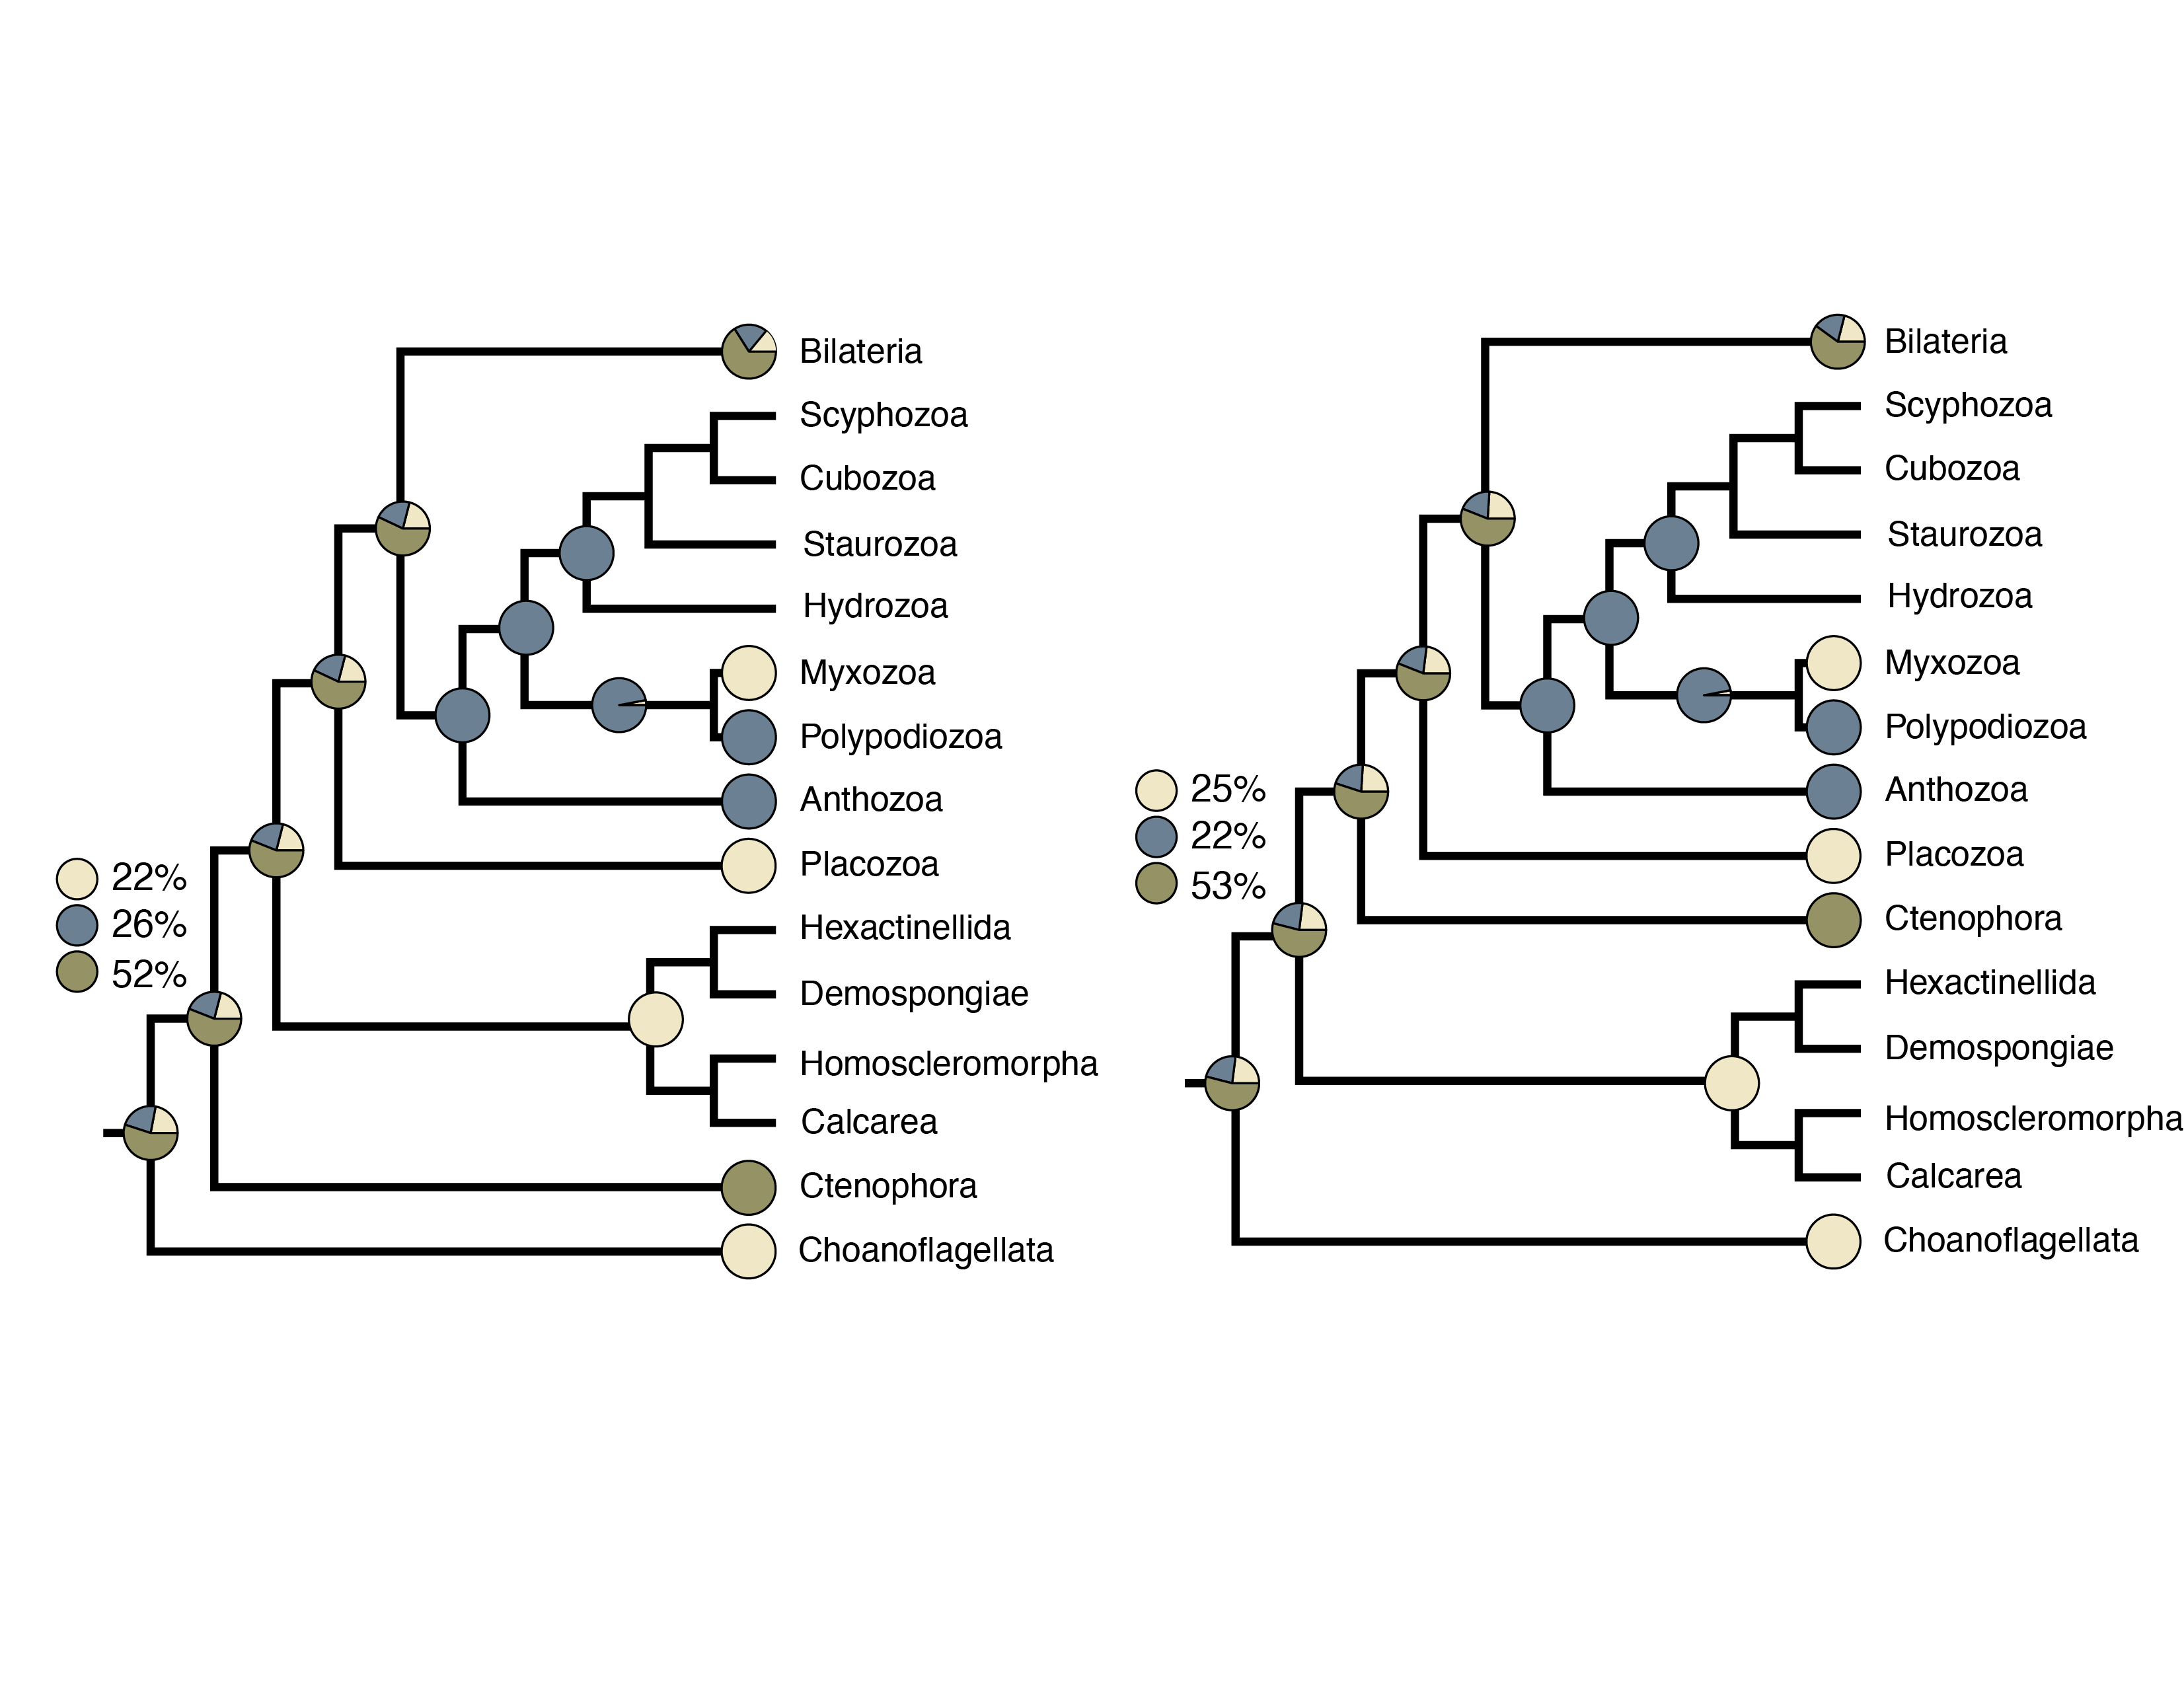 Bilateria
Scyphozoa
Cubozoa
Staurozoa
Hydrozoa
Myxozoa
Polypodiozoa
Anthozoa
Placozoa
22%
26%
52%
Hexactinellida
Demospongiae
Homoscleromorpha
Calcarea
Ctenophora
Choanoflagellata
Bilateria
Scyphozoa
Cubozoa
Staurozoa
Hydrozoa
Myxozoa
Polypodiozoa
25%
22%
53%
Anthozoa
Placozoa
Ctenophora
Hexactinellida
Demospongiae
Homoscleromorpha
Calcarea
Choanoflagellata